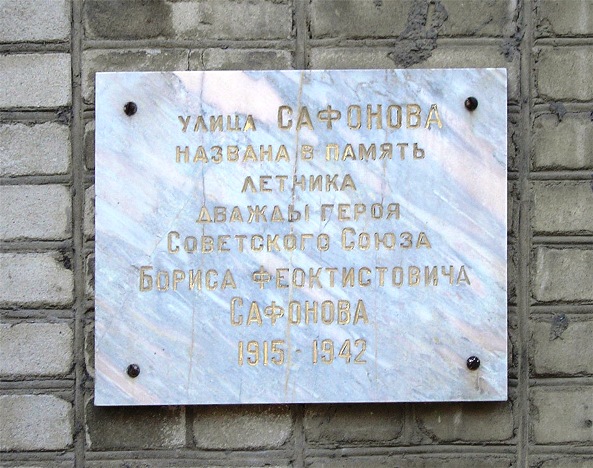 улица САФОНОВА
НАЗВАНА В ПАМЯТЬ
ЛЕТЧИКА
ДВАЖДЫ ГЕРОЯ
СОВЕТСКОГО СОЮЗА
БОРИСА ФЕОКТИСТОВИЧА
САФОНОВА
1915 - 1942